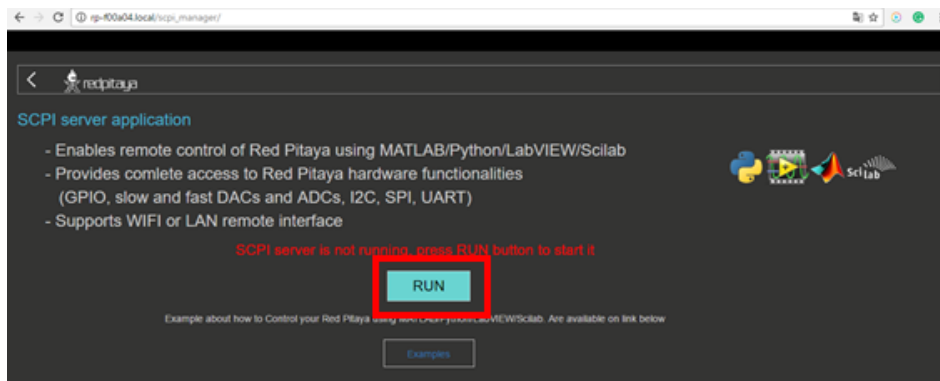 rp-f00a04.local/scpi_manager/
redpitaya
SCPI server application
- Enables remote control of Red Pitaya using MATLAB/Python/LabVIEW/Scilab
- Provides comlete access to Red Pitaya hardware functionalities
(GPIO, slow and fast DACs and ADCs, I2C, SPI, UART)
- Supports WIFI or LAN remote interface
Scilab
SCPI server is not running, press RUN button to start it
RUN
Example about how to Control your Red Pitaya using MATLAB/Python/LabVIEW/Scilab. Are available on link below
Examples